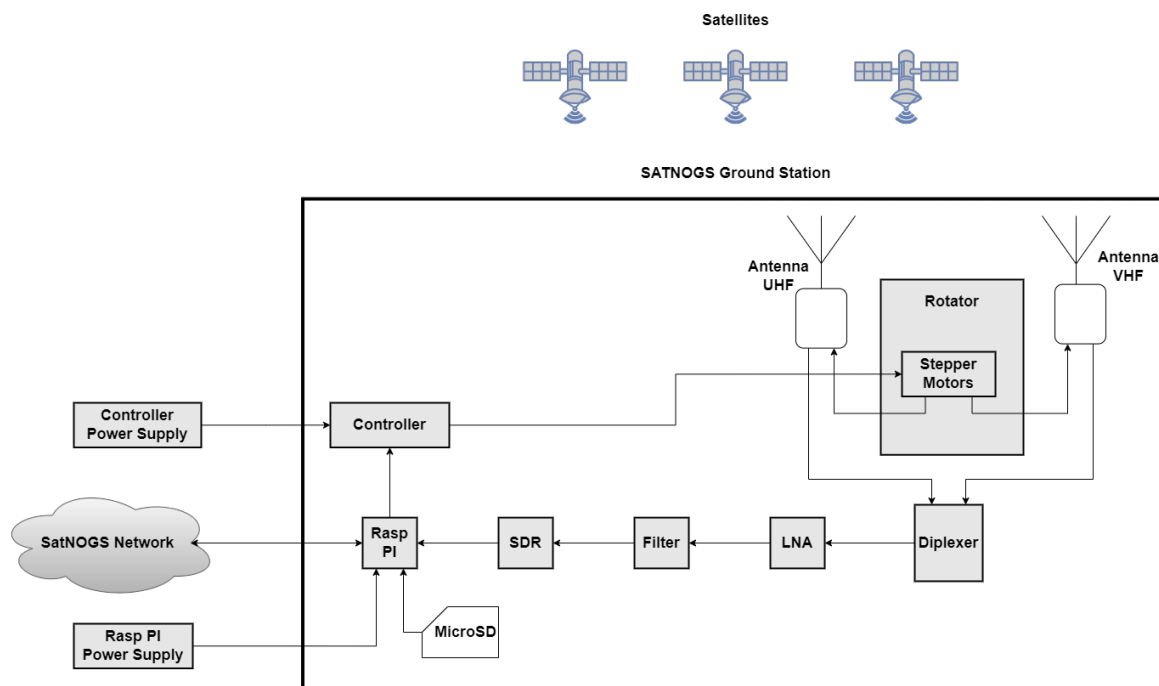 Satellites
SATNOGS Ground Station
Antenna
UHF
Antenna
VHF
Rotator
Stepper
Motors
Controller
Power Supply
Controller
SatNOGS Network
Rasp
PI
SDR
Filter
LNA
Diplexer
MicroSD
Rasp PI
Power Supply